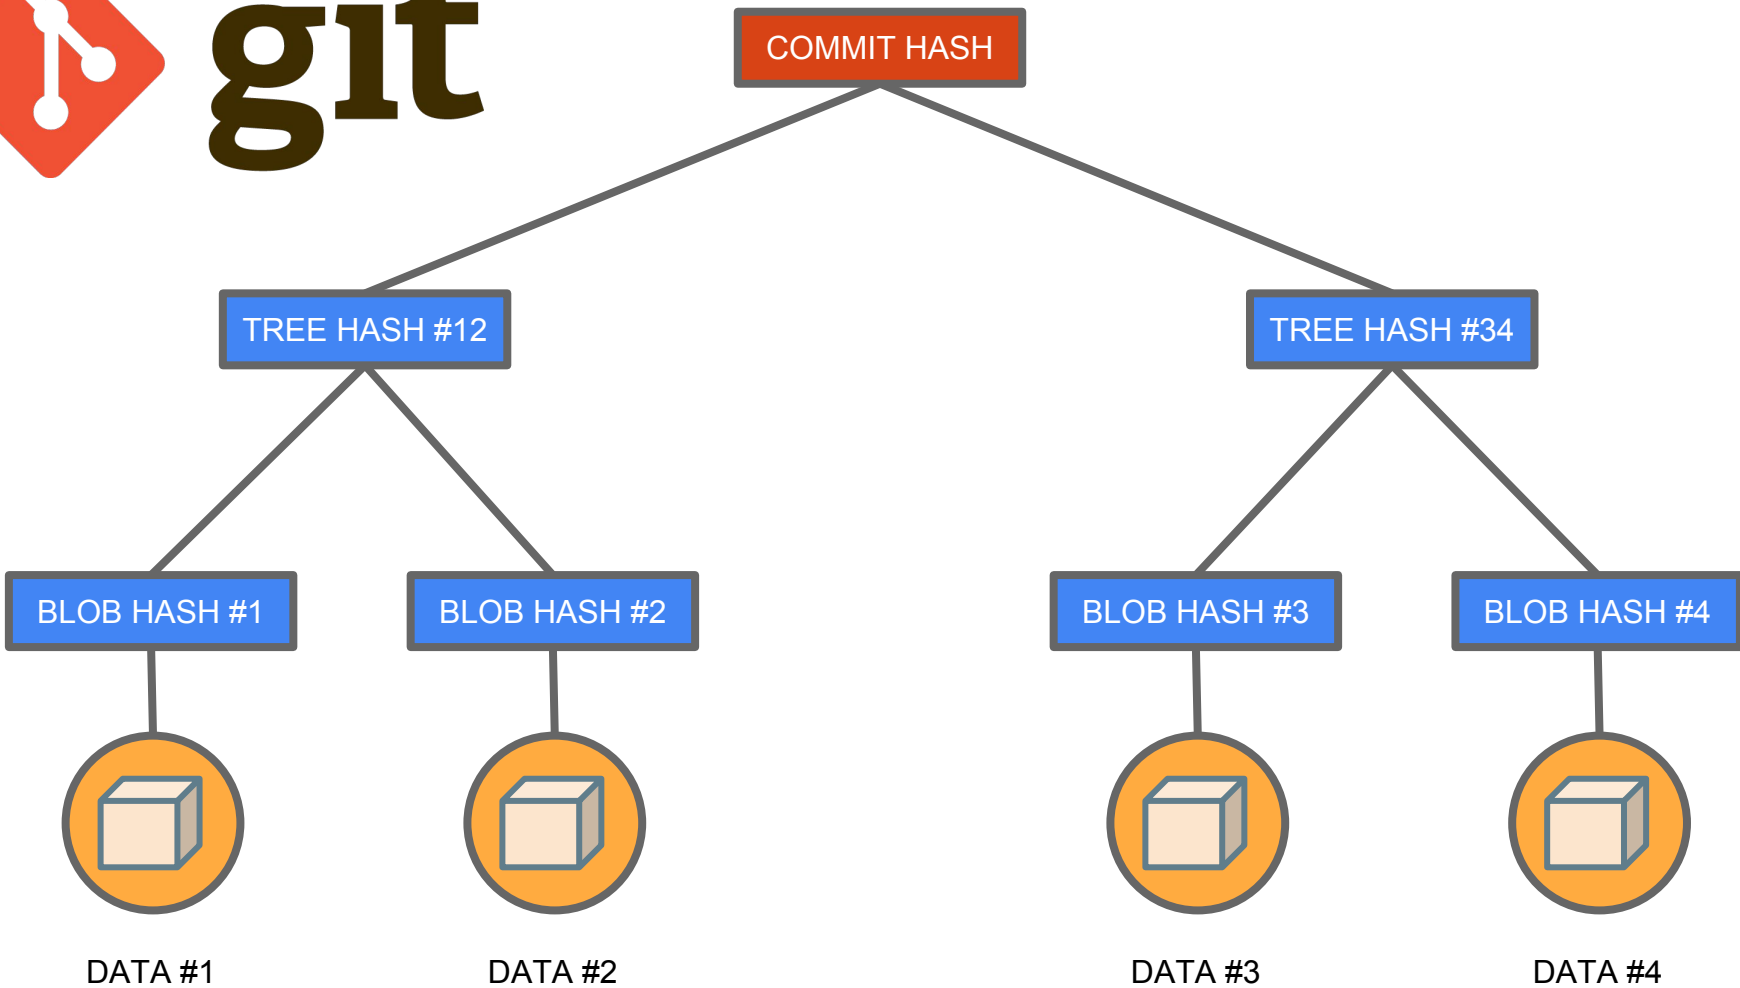 git
COMMIT HASH
TREE HASH #12
TREE HASH #34
BLOB HASH #1
BLOB HASH #2
BLOB HASH #3
BLOB HASH #4
DATA #1
DATA #2
DATA #3
DATA #4